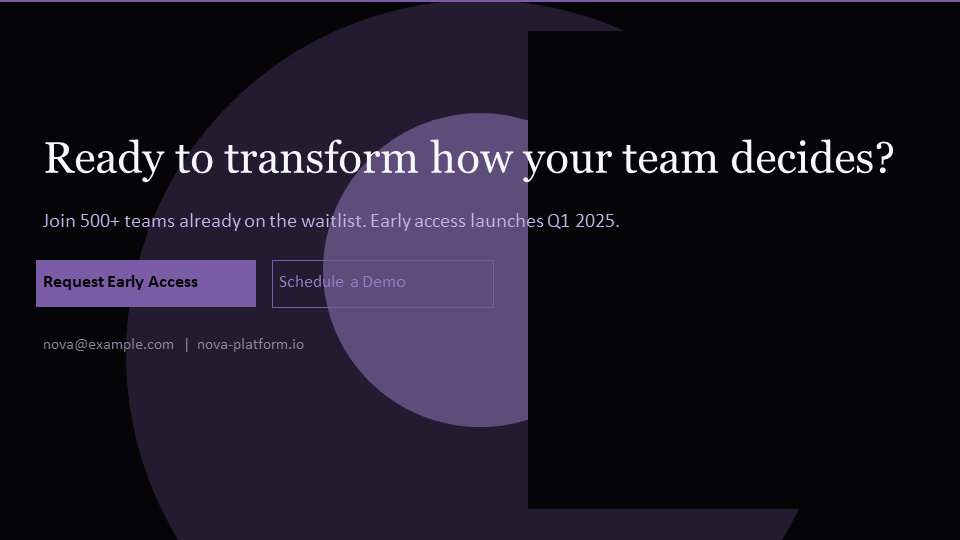 Ready to transform how your team decides?
Join 500+ teams already on the waitlist. Early access launches Q1 2025.
Request Early Access
Schedule a Demo
nova@example.com | nova-platform.io